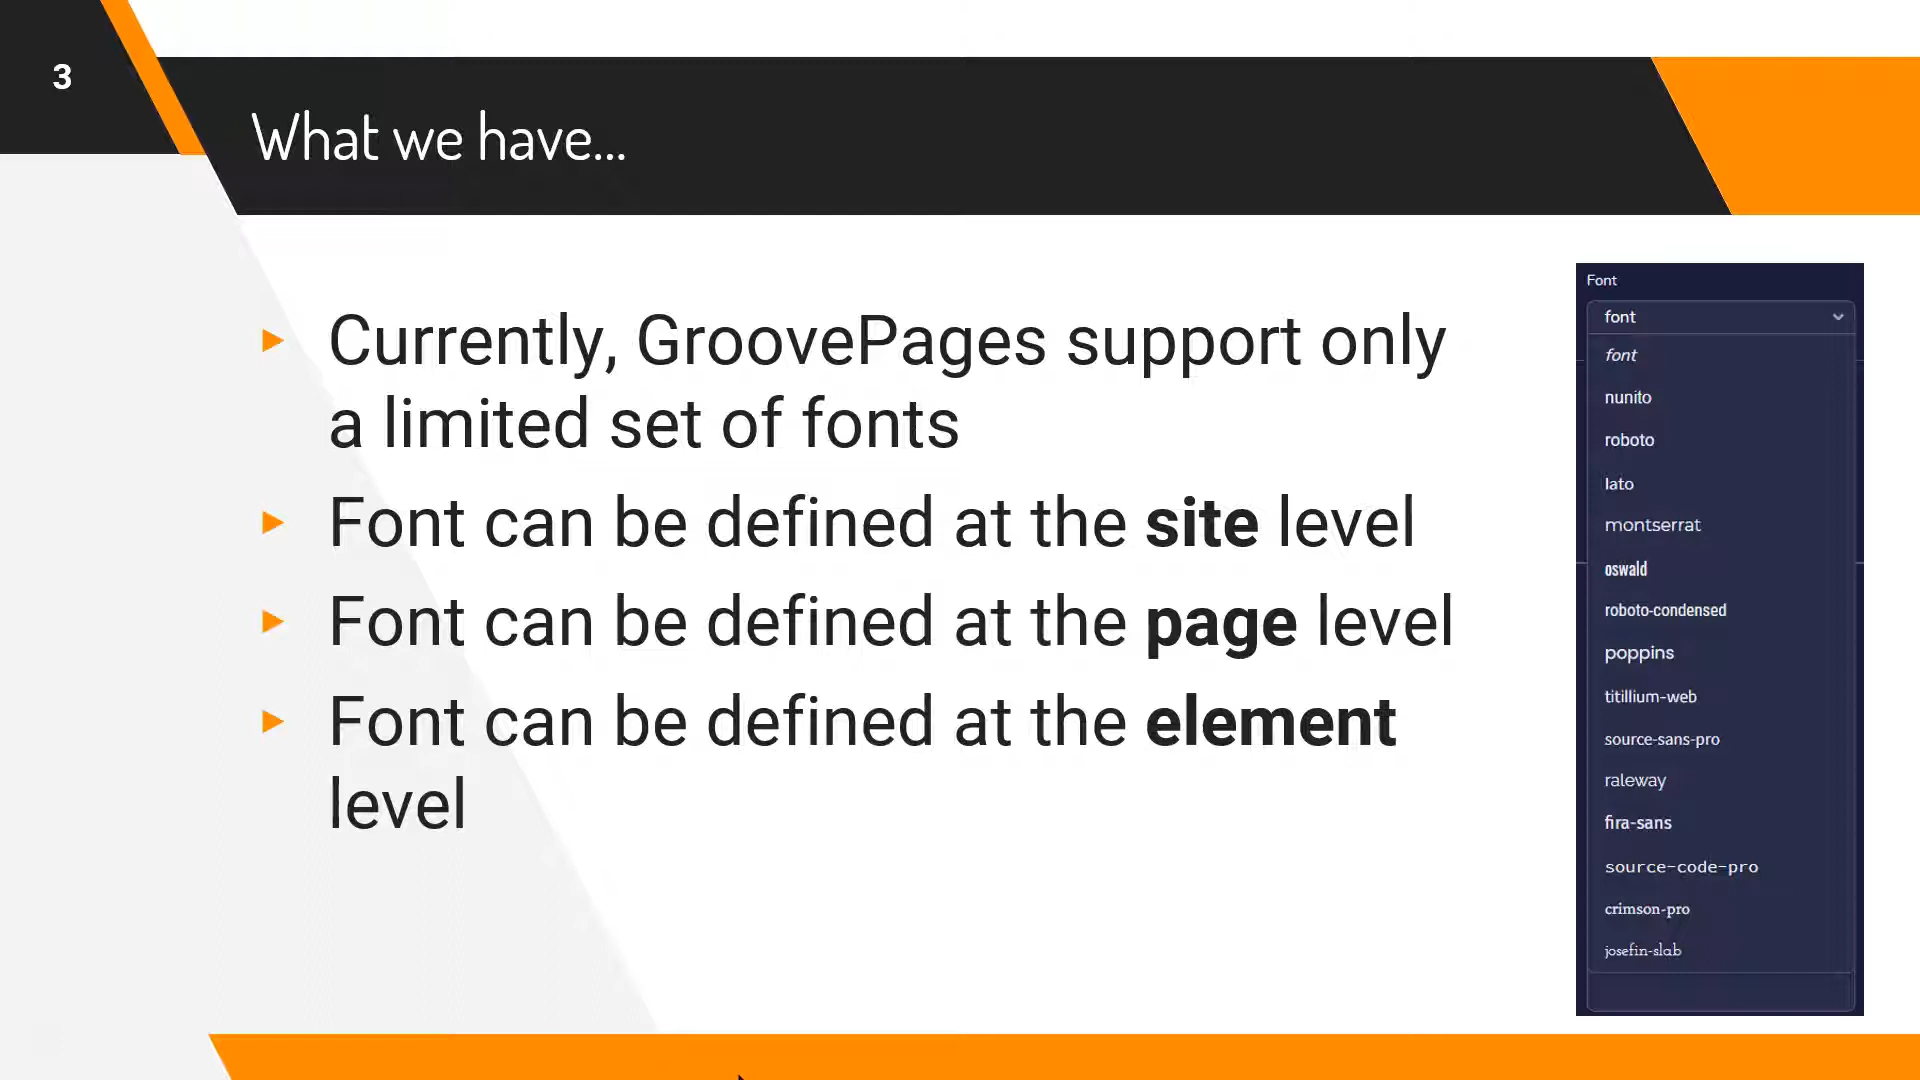 3
What we have...
Currently, GroovePages support only
a limited set of fonts
Font can be defined at the site level
Font can be defined at the page level
Font can be defined at the element
level
Font
font
font
nunito
roboto
lato
montserrat
oswald
roboto-condensed
poppins
titillium-web
source-sans-pro
raleway
fira-sans
source-code-pro
crimson-pro
josefin-slab